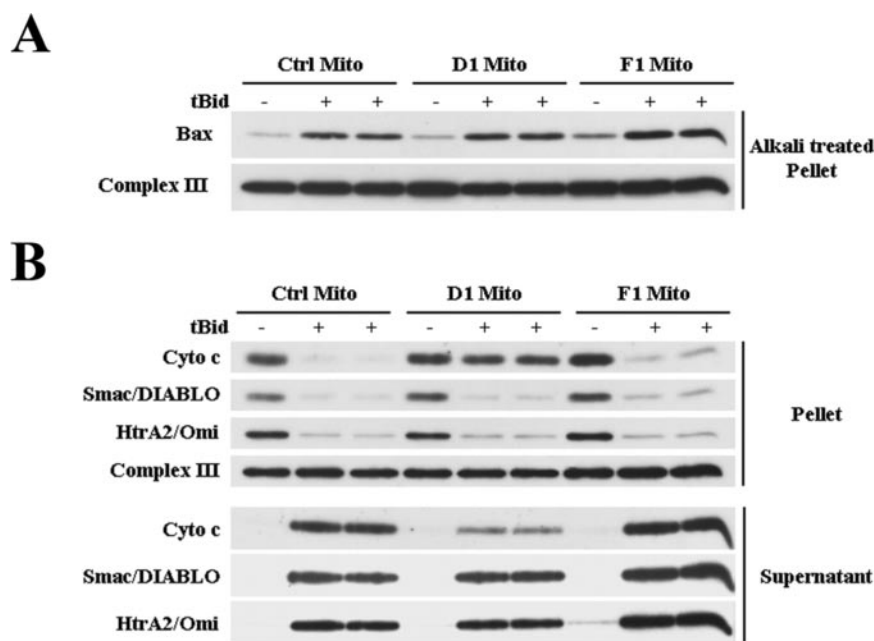 A
Ctrl Mito D1 Mito F1 Mito
tBid - + + - + + - + +
Bax
Complex III
Alkali treated
Pellet
B
Ctrl Mito D1 Mito F1 Mito
tBid - + + - + + - + +
Cyto c
Smac/DIABLO
HtrA2/Omi
Complex III
Pellet
Cyto c
Smac/DIABLO
HtrA2/Omi
Supernatant